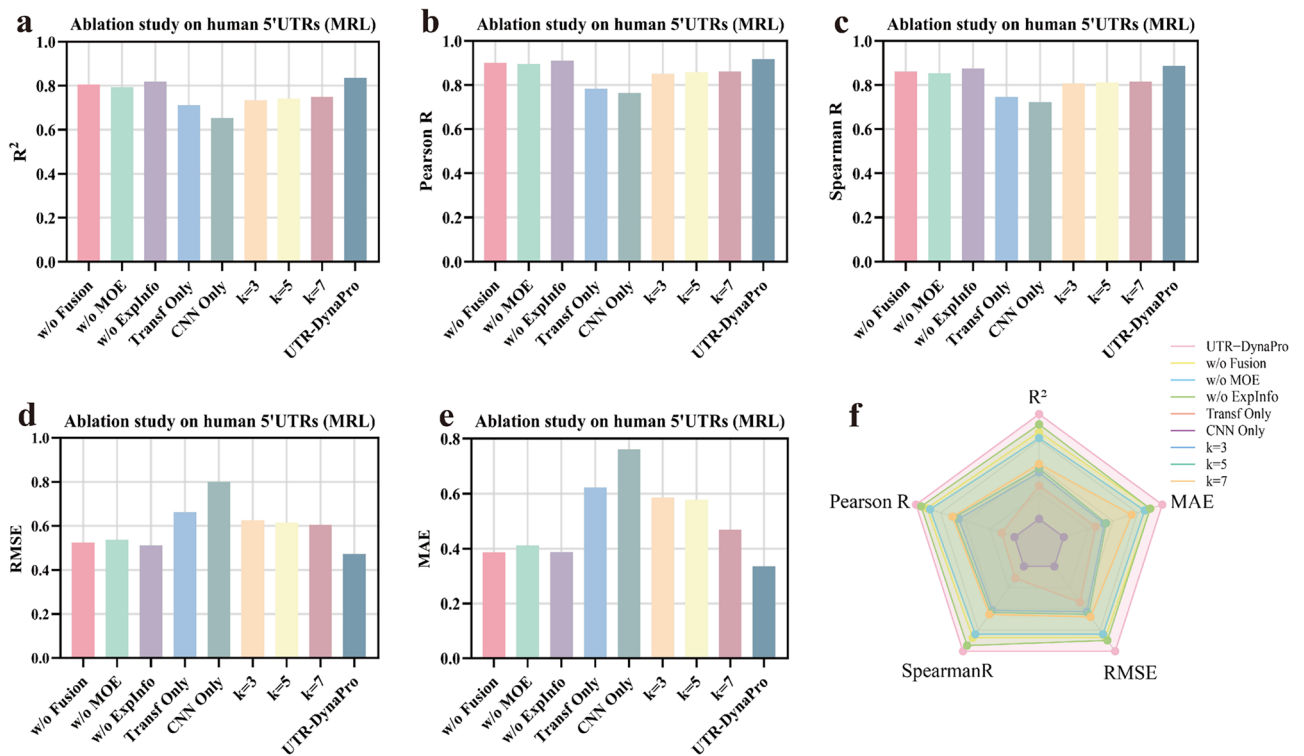 a
Ablation study on human 5'UTRs (MRL)
1.0
0.8
0.6
0.4
0.2
0.0
R²
w/o Fusion
w/o MOE
w/o ExpInfo
Transf Only
CNN Only
k=3
k=5
k=7
UTR-DynaPro
b
Ablation study on human 5'UTRs (MRL)
1.0
0.8
0.6
0.4
0.2
0.0
Pearson R
w/o Fusion
w/o MOE
w/o ExpInfo
Transf Only
CNN Only
k=3
k=5
k=7
UTR-DynaPro
c
Ablation study on human 5'UTRs (MRL)
1.0
0.8
0.6
0.4
0.2
0.0
Spearman R
w/o Fusion
w/o MOE
w/o ExpInfo
Transf Only
CNN Only
k=3
k=5
k=7
UTR-DynaPro
d
Ablation study on human 5'UTRs (MRL)
1.0
0.8
0.6
0.4
0.2
0.0
RMSE
w/o Fusion
w/o MOE
w/o ExpInfo
Transf Only
CNN Only
k=3
k=5
k=7
UTR-DynaPro
e
Ablation study on human 5'UTRs (MRL)
0.8
0.6
0.4
0.2
0.0
MAE
w/o Fusion
w/o MOE
w/o ExpInfo
Transf Only
CNN Only
k=3
k=5
k=7
UTR-DynaPro
f
UTR−DynaPro
w/o Fusion
w/o MOE
w/o ExpInfo
Transf Only
CNN Only
k=3
k=5
k=7
R²
Pearson R
MAE
SpearmanR
RMSE